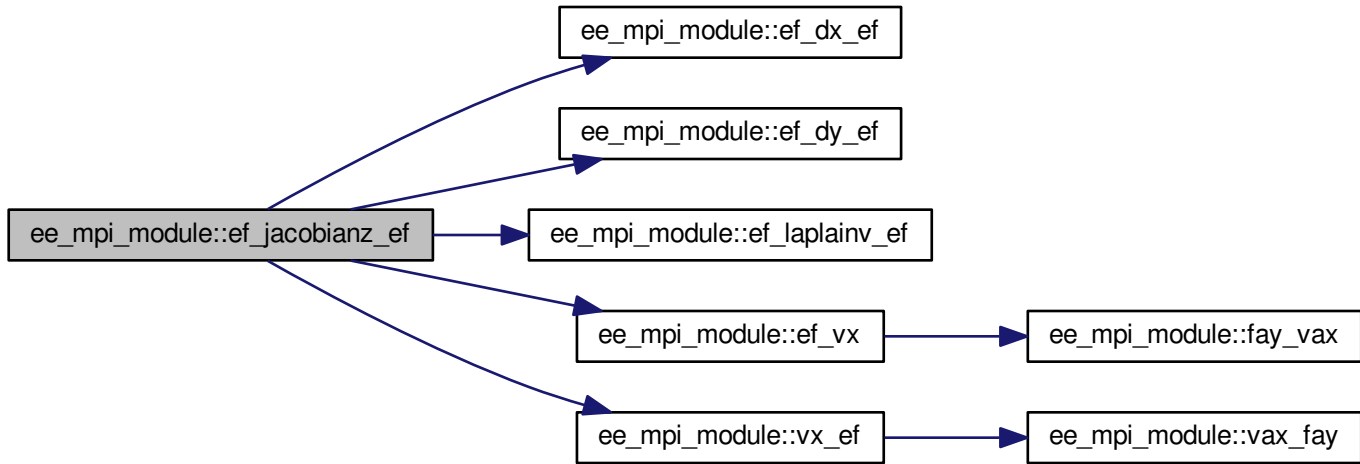 ee_mpi_module::ef_dx_ef
ee_mpi_module::ef_dy_ef
ee_mpi_module::ef_jacobianz_ef
ee_mpi_module::ef_laplainv_ef
ee_mpi_module::ef_vx
ee_mpi_module::fay_vax
ee_mpi_module::vx_ef
ee_mpi_module::vax_fay